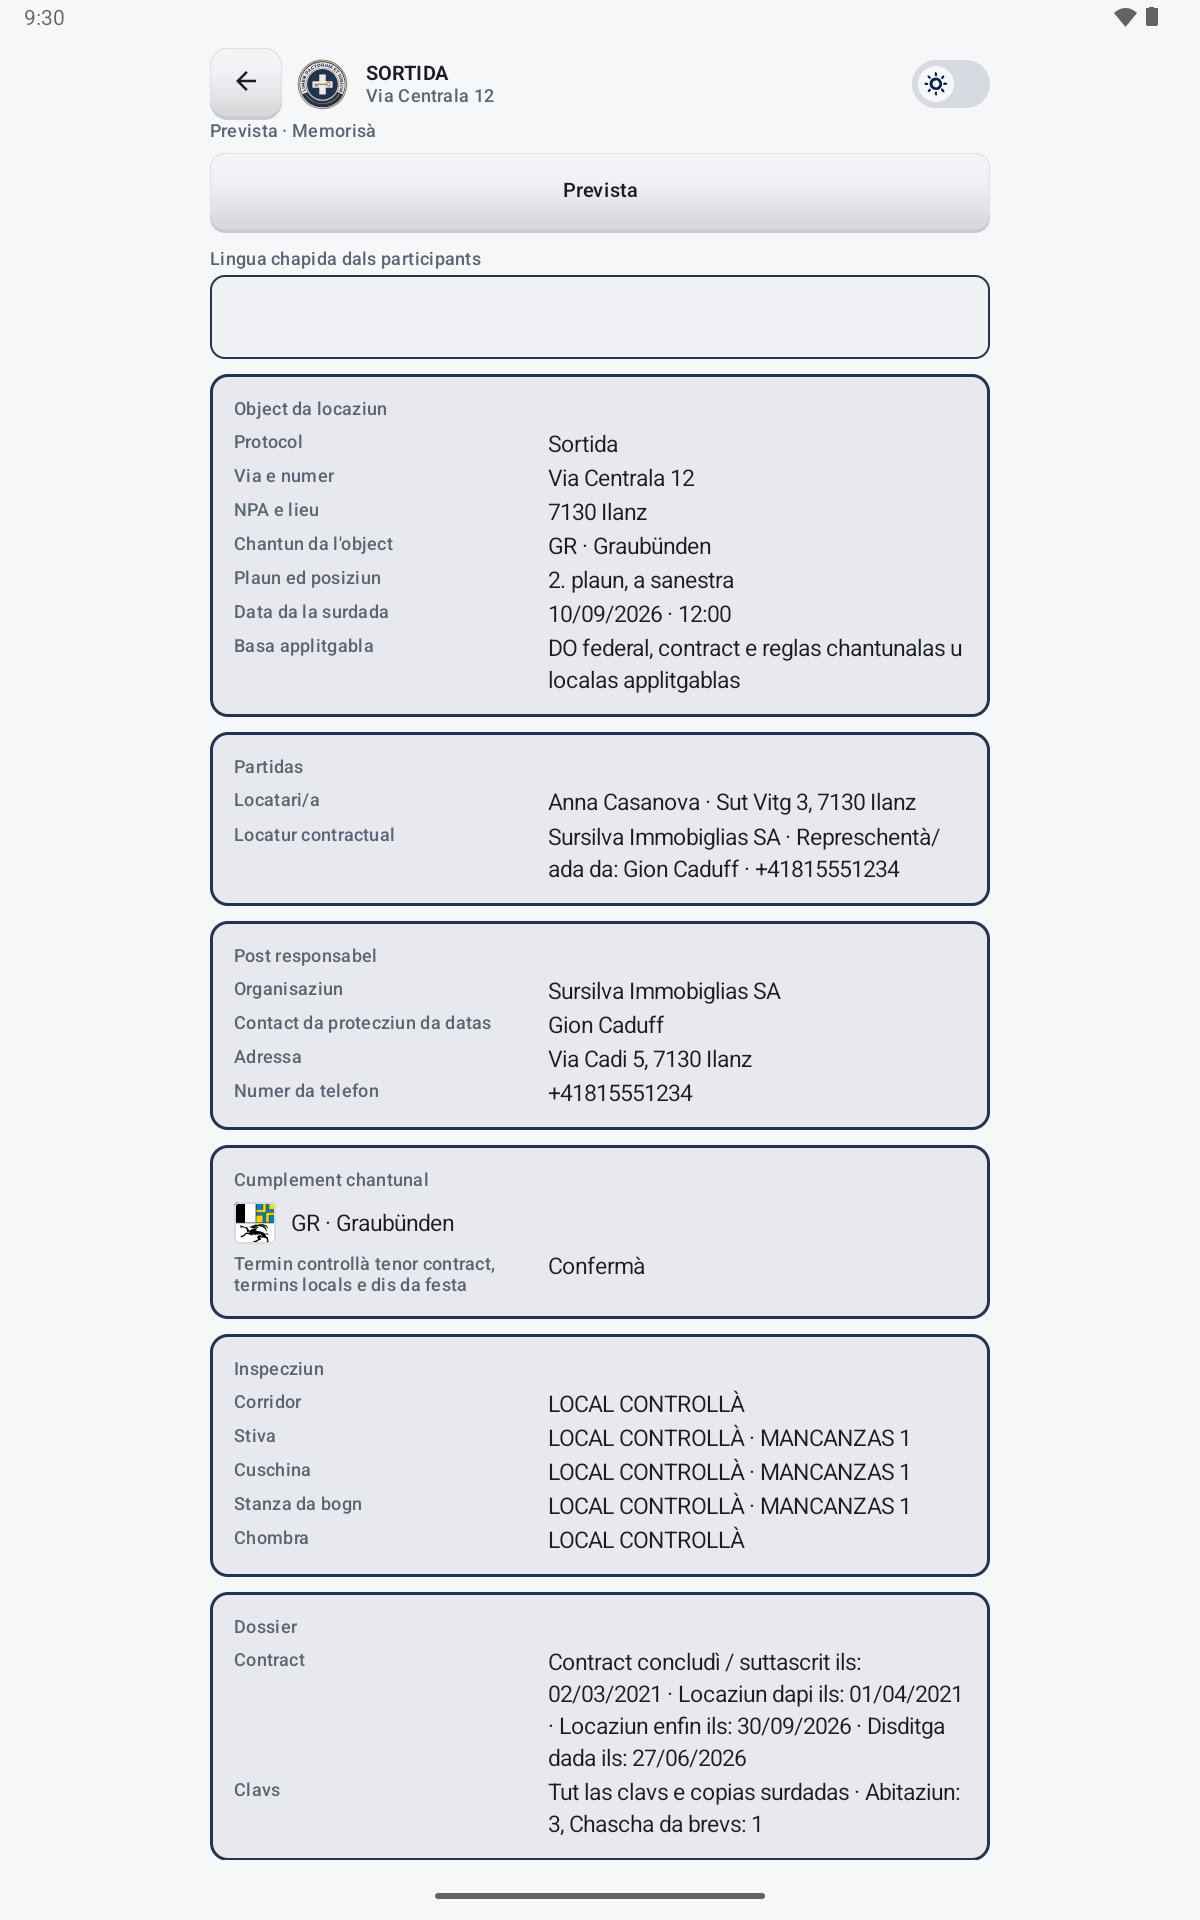 9:30
SORTIDA
Via Centrala 12
Prevista · Memorisà
Prevista
Lingua chapida dals participants
Object da locaziun
Protocol
Sortida
Via e numer
Via Centrala 12
NPA e lieu
7130 Ilanz
Chantun da l'object
GR · Graubünden
Plaun ed posiziun
2. plaun, a sanestra
Data da la surdada
10/09/2026 · 12:00
Basa applitgabla
DO federal, contract e reglas chantunalas u
localas applitgablas
Partidas
Locatari/a
Anna Casanova · Sut Vitg 3, 7130 Ilanz
Locatur contractual
Sursilva Immobiglias SA · Represchentà/
ada da: Gion Caduff · +41815551234
Post responsabel
Organisaziun
Sursilva Immobiglias SA
Contact da protecziun da datas
Gion Caduff
Adressa
Via Cadi 5, 7130 Ilanz
Numer da telefon
+41815551234
Cumplement chantunal
GR · Graubünden
Termin controllà tenor contract,
termins locals e dis da festa
Confermà
Inspecziun
Corridor
LOCAL CONTROLLÀ
Stiva
LOCAL CONTROLLÀ · MANCANZAS 1
Cuschina
LOCAL CONTROLLÀ · MANCANZAS 1
Stanza da bogn
LOCAL CONTROLLÀ · MANCANZAS 1
Chombra
LOCAL CONTROLLÀ
Dossier
Contract
Contract concludì / suttascrit ils:
02/03/2021 · Locaziun dapi ils: 01/04/2021
· Locaziun enfin ils: 30/09/2026 · Disditga
dada ils: 27/06/2026
Clavs
Tut las clavs e copias surdadas · Abitaziun:
3, Chascha da brevs: 1